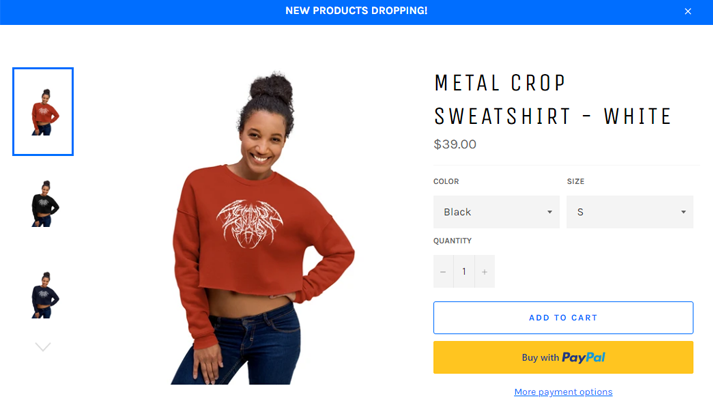 NEW PRODUCTS DROPPING!
×
METAL CROP
SWEATSHIRT - WHITE
$39.00
COLOR
SIZE
Black
S
QUANTITY
− 1 +
ADD TO CART
Buy with PayPal
More payment options